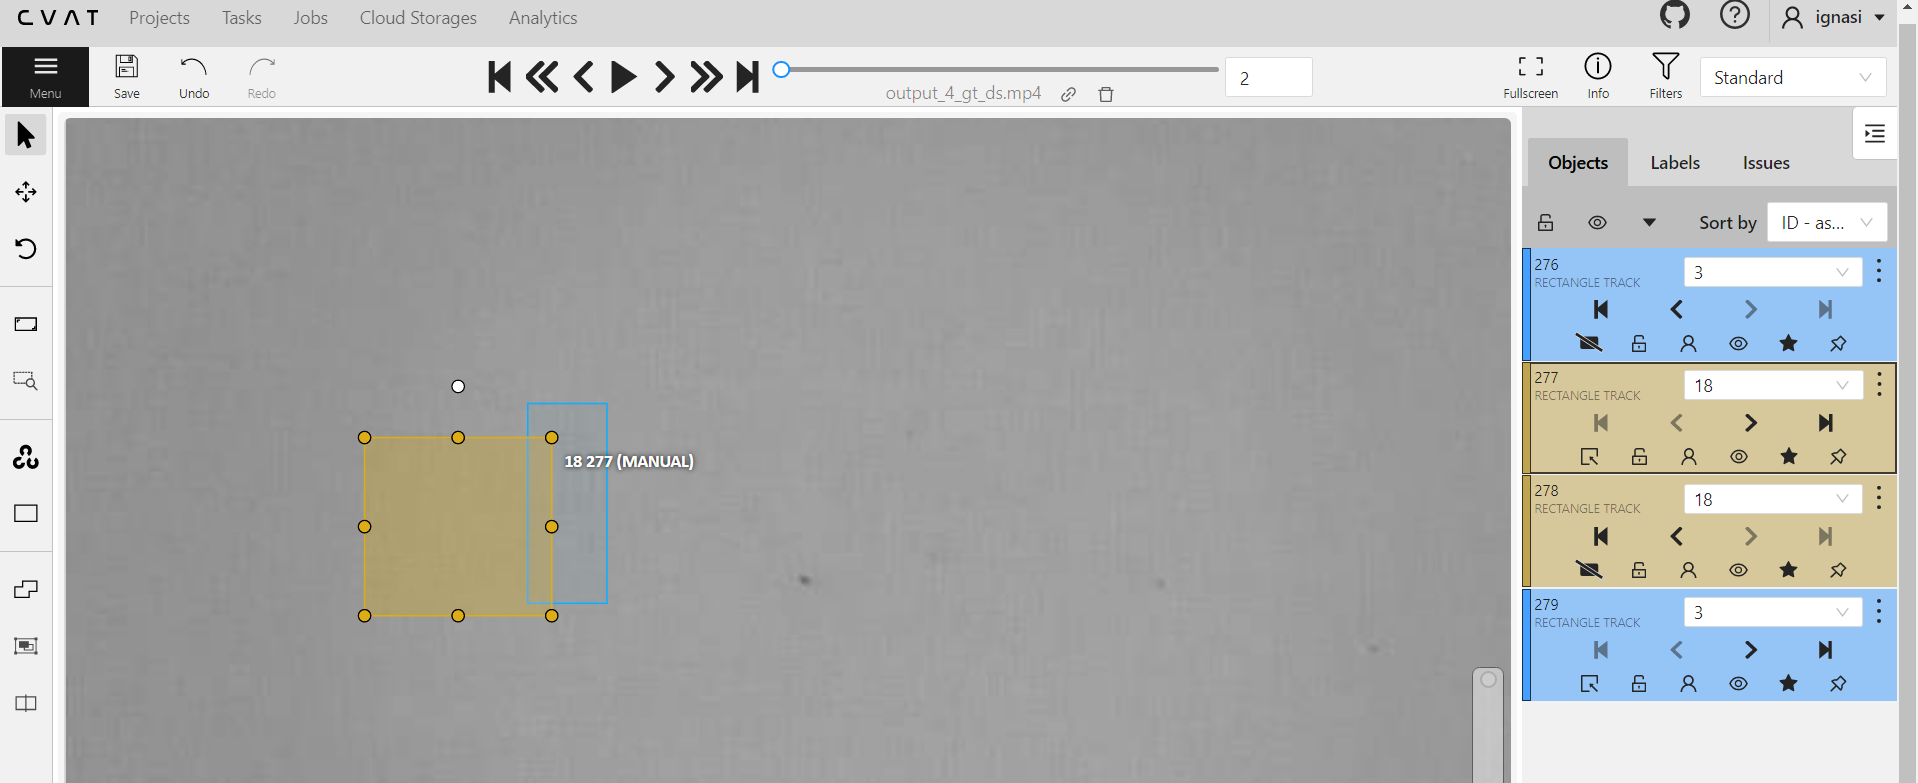 CVAT Projects Tasks Jobs Cloud Storages Analytics ? ignasi
Menu Save Undo Redo 2 Fullscreen Info Filters Standard
output_4_gt_ds.mp4
Objects Labels Issues
Sort by ID - as...
276 3
RECTANGLE TRACK
18 277 (MANUAL)
277 18
RECTANGLE TRACK
278 18
RECTANGLE TRACK
279 3
RECTANGLE TRACK